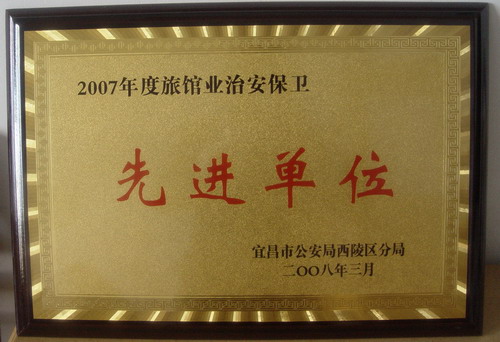 2007年度旅馆业治安保卫
先进单位
宜昌市公安局西陵区分局
二〇〇八年三月